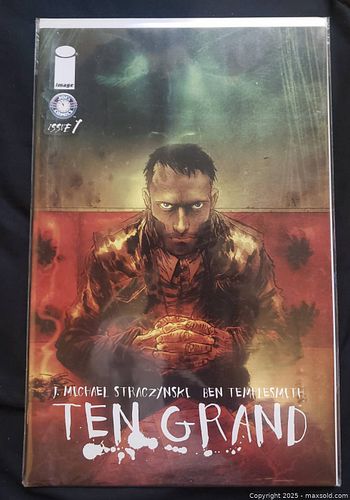 image
ISSUE 1
J. MICHAEL STRACZYNSKI BEN TEMPLESMITH
TEN GRAND
Copyright 2025 - maxsold.com